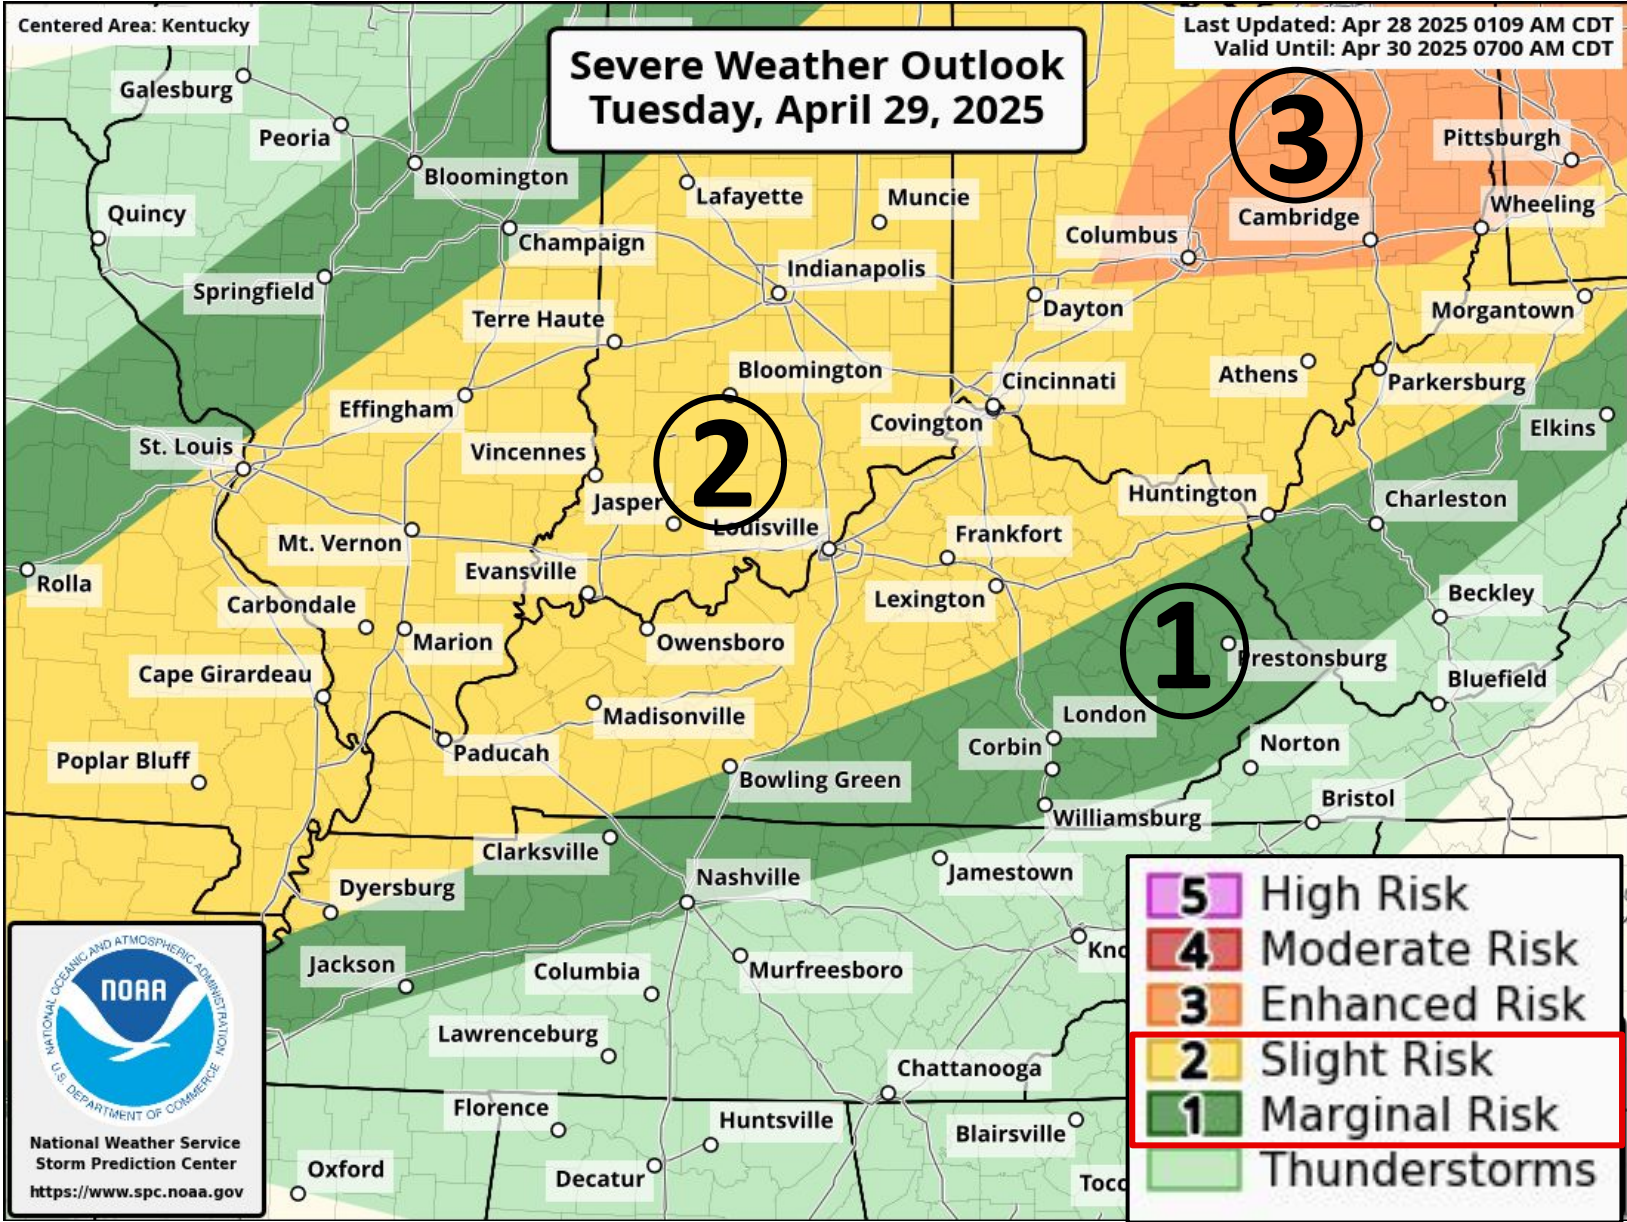 Centered Area: Kentucky
Severe Weather Outlook
Tuesday, April 29, 2025
Last Updated: Apr 28 2025 0109 AM CDT
Valid Until: Apr 30 2025 0700 AM CDT
Galesburg
Peoria
Bloomington
Quincy
Champaign
Springfield
Lafayette
Muncie
3
Pittsburgh
Wheeling
Cambridge
Columbus
Indianapolis
Terre Haute
Dayton
Morgantown
Bloomington
Cincinnati
Athens
Parkersburg
Effingham
Covington
Elkins
St. Louis
Vincennes
2
Jasper
Louisville
Huntington
Charleston
Mt. Vernon
Frankfort
Evansville
Rolla
Lexington
Beckley
Carbondale
Marion
Owensboro
1
Prestonsburg
Cape Girardeau
Bluefield
Madisonville
London
Corbin
Norton
Paducah
Poplar Bluff
Bowling Green
Bristol
Williamsburg
Clarksville
Nashville
Jamestown
Dyersburg
Jackson
Columbia
Murfreesboro
Kno
Lawrenceburg
Chattanooga
Florence
Huntsville
Blairsville
Decatur
Tocc
Oxford
NATIONAL OCEANIC AND ATMOSPHERIC ADMINISTRATION
NOAA
U.S. DEPARTMENT OF COMMERCE
National Weather Service
Storm Prediction Center
https://www.spc.noaa.gov
5 High Risk
4 Moderate Risk
3 Enhanced Risk
2 Slight Risk
1 Marginal Risk
Thunderstorms